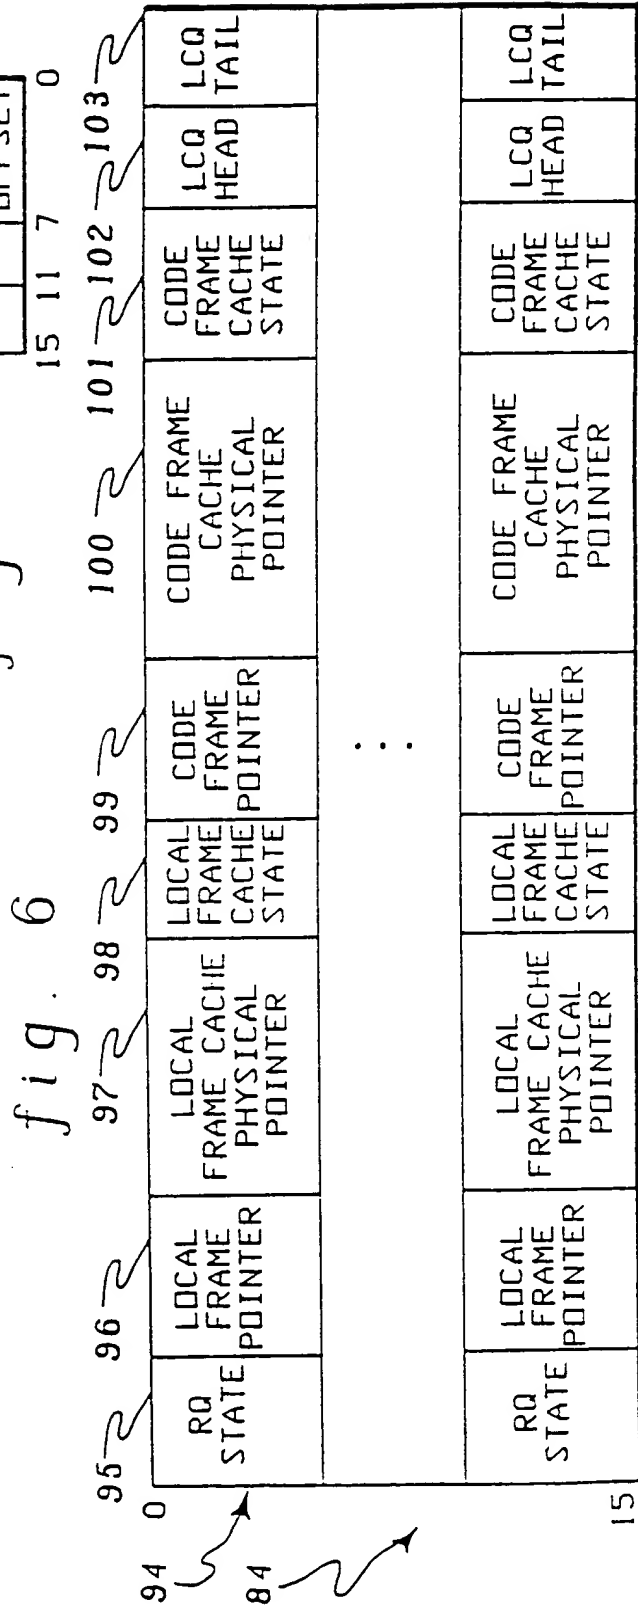 OFFSET
15 11 7 0
fig. 6
95 96 97 98 99 100 101 102 103
94
84
0
RQ
STATE
LOCAL
FRAME
POINTER
LOCAL
FRAME CACHE
PHYSICAL
POINTER
LOCAL
FRAME
CACHE
STATE
CODE
FRAME
POINTER
CODE FRAME
CACHE
PHYSICAL
POINTER
CODE
FRAME
CACHE
STATE
LCQ
HEAD
LCQ
TAIL
...
15
RQ
STATE
LOCAL
FRAME
POINTER
LOCAL
FRAME CACHE
PHYSICAL
POINTER
LOCAL
FRAME
CACHE
STATE
CODE
FRAME
POINTER
CODE FRAME
CACHE
PHYSICAL
POINTER
CODE
FRAME
CACHE
STATE
LCQ
HEAD
LCQ
TAIL